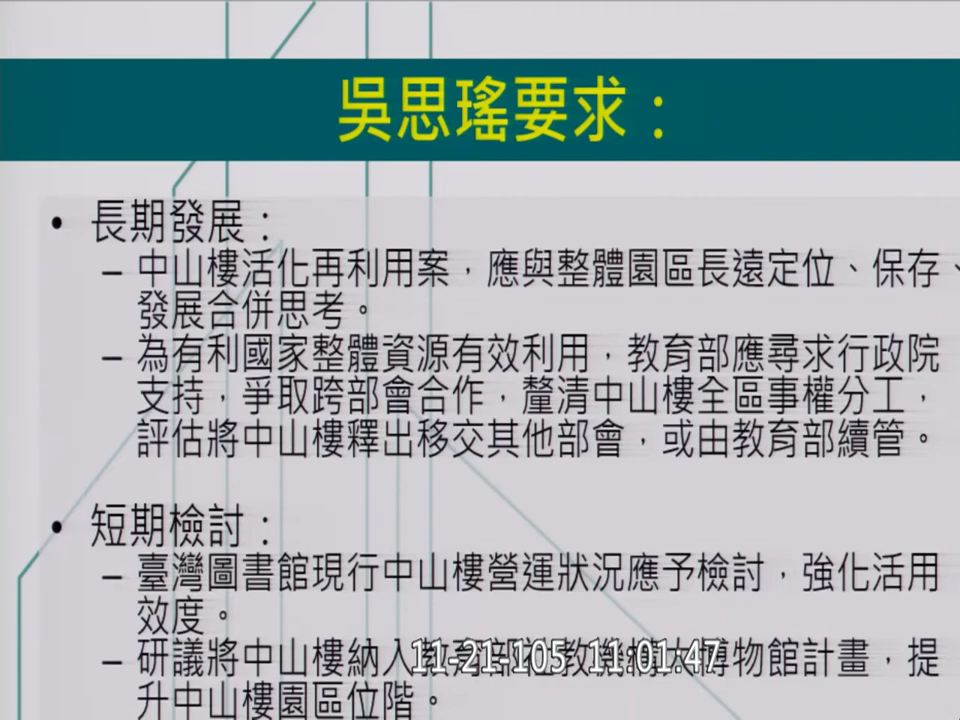 吳思瑤要求：
• 長期發展：
– 中山樓活化再利用案，應與整體園區長遠定位、保存、
發展合併思考。
– 為有利國家整體資源有效利用，教育部應尋求行政院
支持，爭取跨部會合作，釐清中山樓全區事權分工，
評估將中山樓釋出移交其他部會，或由教育部續管。
• 短期檢討：
– 臺灣圖書館現行中山樓營運狀況應予檢討，強化活用
效度。
– 研議將中山樓納入 博物館計畫，提
11-21-105 11:01:47
升中山樓園區位階。